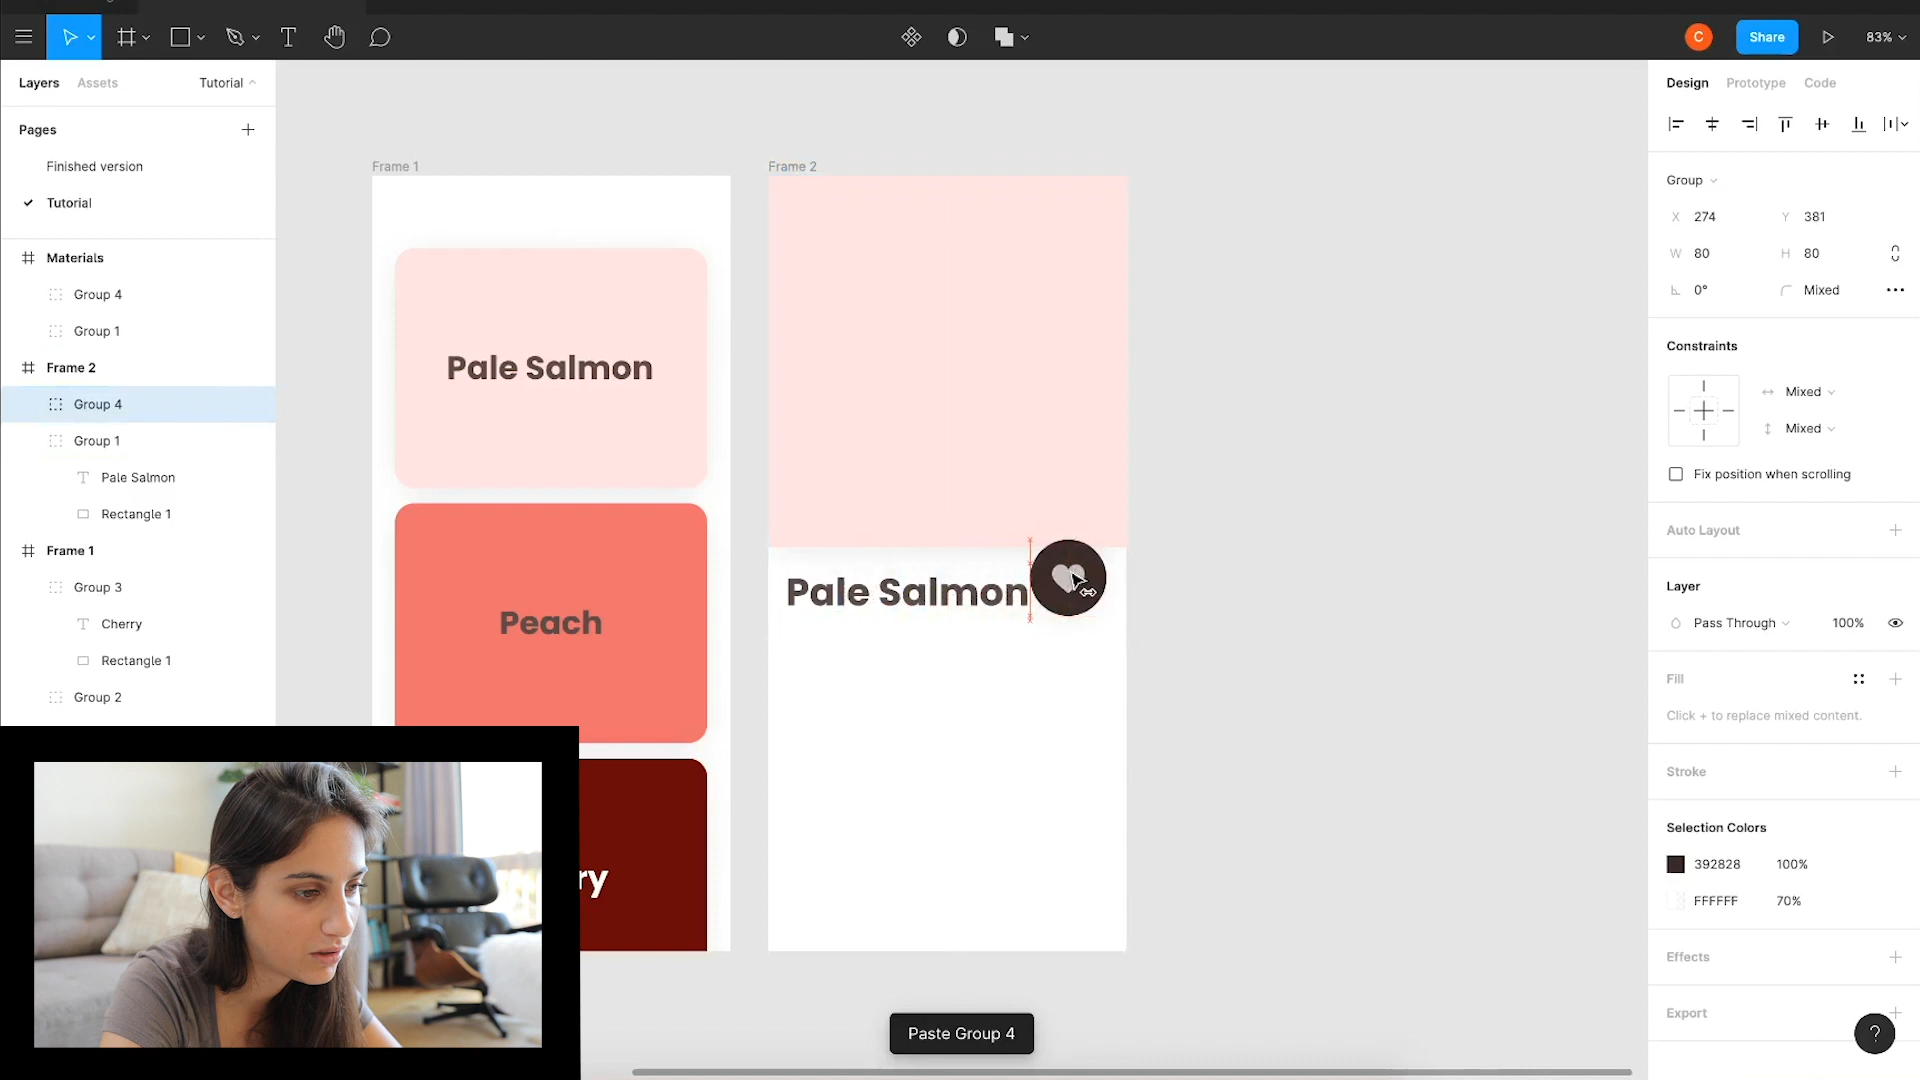 C
Share
83%
Layers
Assets
Tutorial
Pages
Finished version
Tutorial
Materials
Group 4
Group 1
Frame 2
Group 4
Group 1
Pale Salmon
Rectangle 1
Frame 1
Group 3
Cherry
Rectangle 1
Group 2
Frame 1
Pale Salmon
Peach
ry
Frame 2
Pale Salmon
Paste Group 4
Design
Prototype
Code
Group
X 274
Y 381
W 80
H 80
0°
Mixed
Constraints
Mixed
Mixed
Fix position when scrolling
Auto Layout
Layer
Pass Through
100%
Fill
Click + to replace mixed content.
Stroke
Selection Colors
392828 100%
FFFFFF 70%
Effects
Export
?